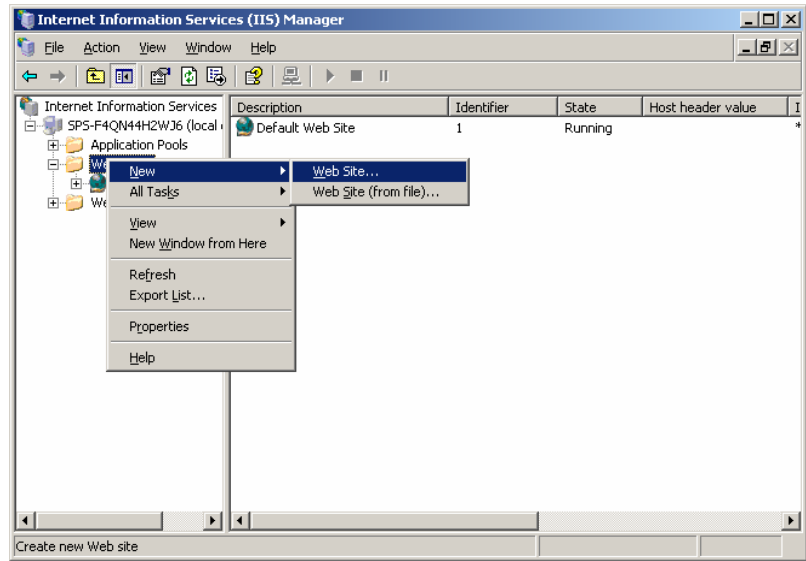 Internet Information Services (IIS) Manager
File Action View Window Help
Internet Information Services
Description Identifier State Host header value I
SPS-F4QN44H2WJ6 (local
Default Web Site 1 Running *
Application Pools
We
New
Web Site...
All Tasks
Web Site (from file)...
We
View
New Window from Here
Refresh
Export List...
Properties
Help
Create new Web site